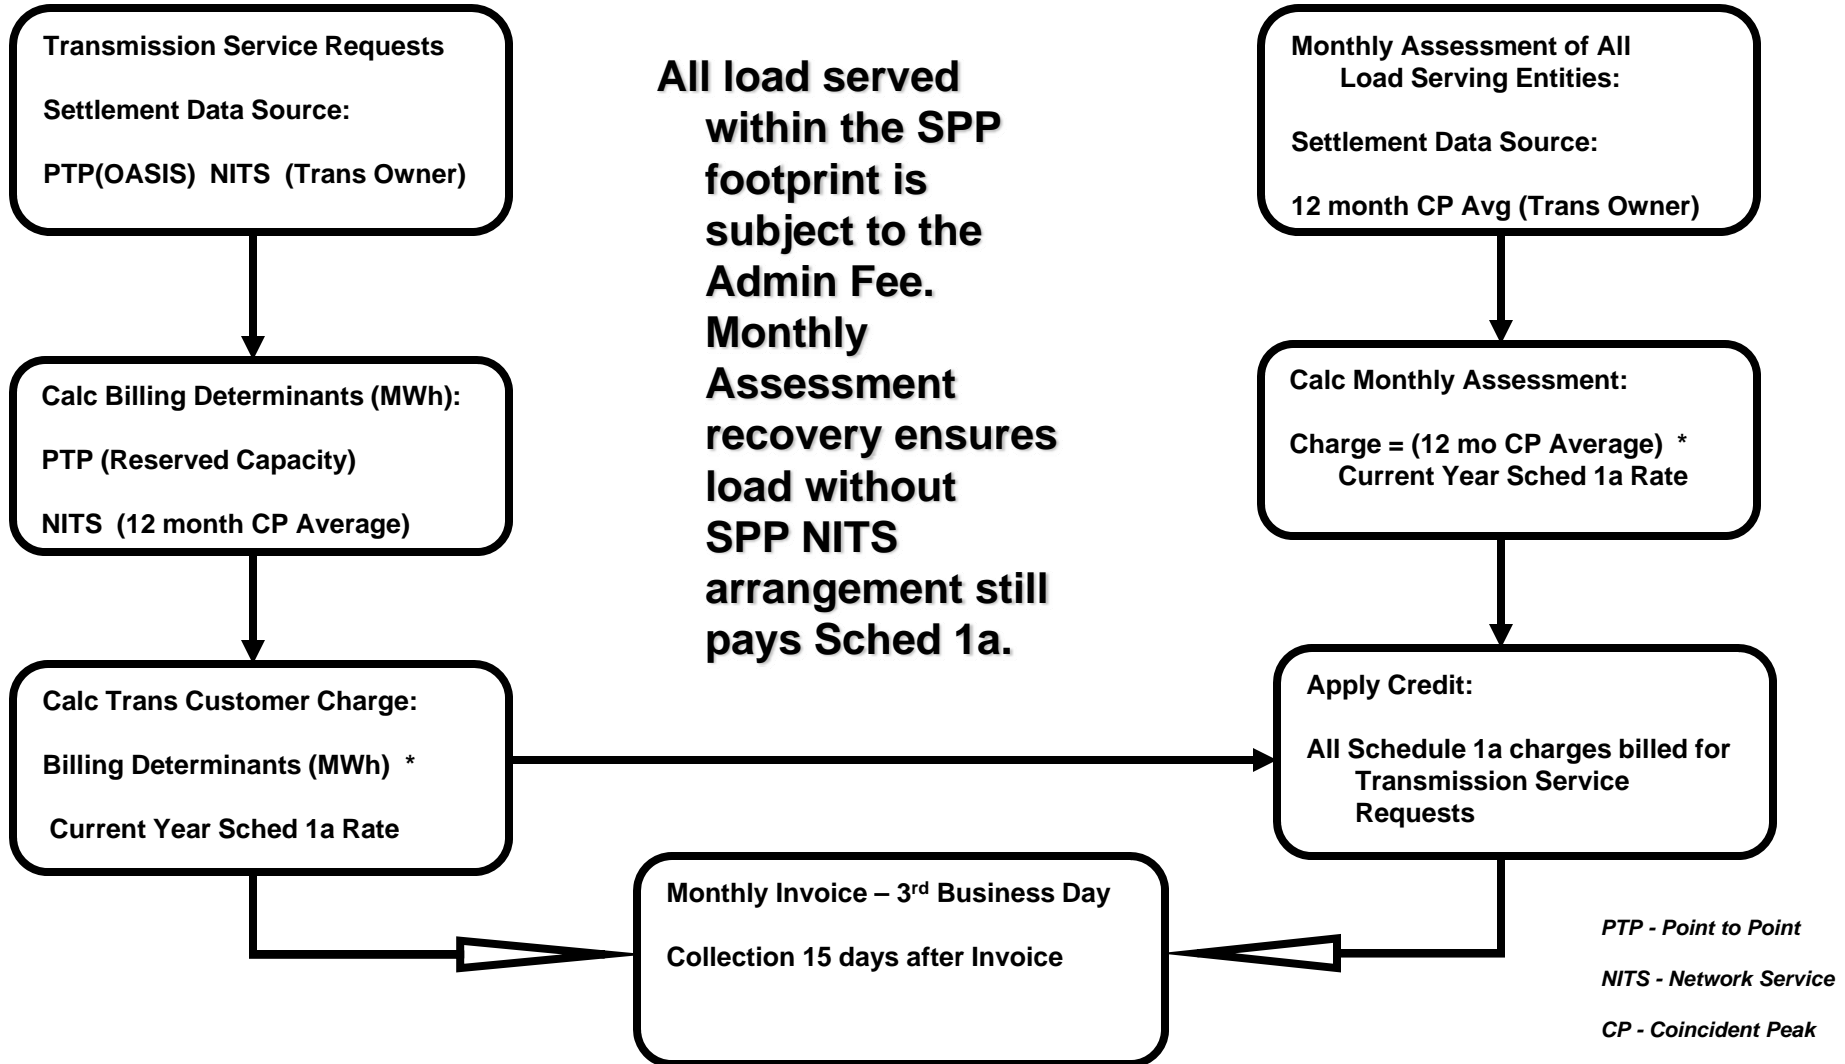 Transmission Service Requests
Settlement Data Source:
PTP(OASIS) NITS (Trans Owner)
Calc Billing Determinants (MWh):
PTP (Reserved Capacity)
NITS (12 month CP Average)
Calc Trans Customer Charge:
Billing Determinants (MWh) *
Current Year Sched 1a Rate
All load served
within the SPP
footprint is
subject to the
Admin Fee.
Monthly
Assessment
recovery ensures
load without
SPP NITS
arrangement still
pays Sched 1a.
Monthly Assessment of All
Load Serving Entities:
Settlement Data Source:
12 month CP Avg (Trans Owner)
Calc Monthly Assessment:
Charge = (12 mo CP Average) *
Current Year Sched 1a Rate
Apply Credit:
All Schedule 1a charges billed for
Transmission Service
Requests
Monthly Invoice – 3rd Business Day
Collection 15 days after Invoice
PTP - Point to Point
NITS - Network Service
CP - Coincident Peak